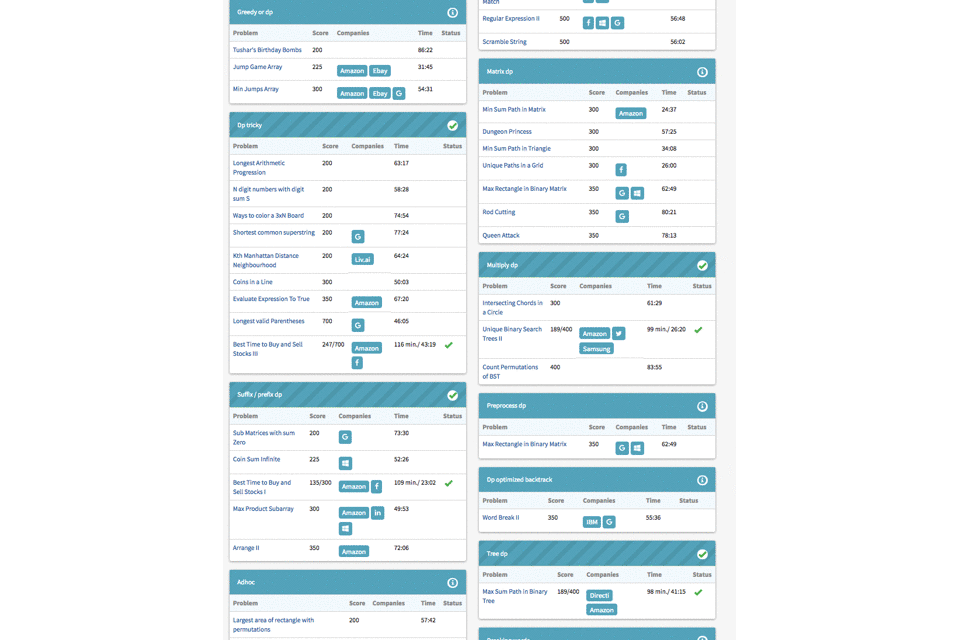 Greedy or dp
Problem Score Companies Time Status
Tushar's Birthday Bombs 200 86:22
Jump Game Array 225 Amazon Ebay 31:45
Min Jumps Array 300 Amazon Ebay G 54:31
Dp tricky
Problem Score Companies Time Status
Longest Arithmetic 200 63:17
Progression
N digit numbers with digit 200 58:28
sum S
Ways to color a 3xN Board 200 74:54
Shortest common superstring 200 G 77:24
Kth Manhattan Distance 200 Liv.ai 64:24
Neighbourhood
Coins in a Line 300 50:03
Evaluate Expression To True 350 Amazon 67:20
Longest valid Parentheses 700 G 46:05
Best Time to Buy and Sell 247/700 Amazon f 116 min./ 43:19
Stocks III
Suffix / prefix dp
Problem Score Companies Time Status
Sub Matrices with sum 200 G 73:30
Zero
Coin Sum Infinite 225 52:26
Best Time to Buy and 135/300 Amazon f 109 min./ 23:02
Sell Stocks I
Max Product Subarray 300 Amazon in 49:53
Arrange II 350 Amazon 72:06
Adhoc
Problem Score Companies Time Status
Largest area of rectangle with 200 57:42
permutations
Match
Regular Expression II 500 f G 56:48
Scramble String 500 56:02
Matrix dp
Problem Score Companies Time Status
Min Sum Path in Matrix 300 Amazon 24:37
Dungeon Princess 300 57:25
Min Sum Path in Triangle 300 34:08
Unique Paths in a Grid 300 f 26:00
Max Rectangle in Binary Matrix 350 G 62:49
Rod Cutting 350 G 80:21
Queen Attack 350 78:13
Multiply dp
Problem Score Companies Time Status
Intersecting Chords in 300 61:29
a Circle
Unique Binary Search 189/400 Amazon 99 min./ 26:20
Trees II Samsung
Count Permutations 400 83:55
of BST
Preprocess dp
Problem Score Companies Time Status
Max Rectangle in Binary Matrix 350 G 62:49
Dp optimized backtrack
Problem Score Companies Time Status
Word Break II 350 IBM G 55:36
Tree dp
Problem Score Companies Time Status
Max Sum Path in Binary 189/400 Directi 98 min./ 41:15
Tree Amazon